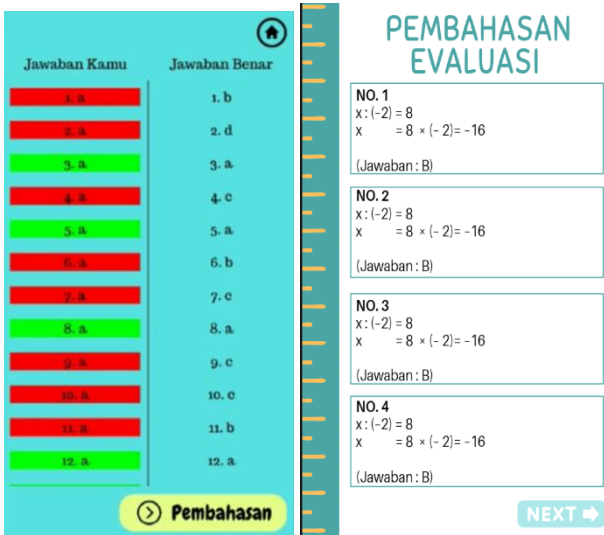 Jawaban Kamu Jawaban Benar
1. a 1. b
2. a 2. d
3. a 3. a
4. a 4. c
5. a 5. a
6. a 6. b
7. a 7. c
8. a 8. a
9. a 9. c
10. a 10. c
11. a 11. b
12. a 12. a
Pembahasan
PEMBAHASAN
EVALUASI
NO. 1
x : (-2) = 8
x = 8 × (- 2)= -16
(Jawaban : B)
NO. 2
x : (-2) = 8
x = 8 × (- 2)= -16
(Jawaban : B)
NO. 3
x : (-2) = 8
x = 8 × (- 2)= -16
(Jawaban : B)
NO. 4
x : (-2) = 8
x = 8 × (- 2)= -16
(Jawaban : B)
NEXT